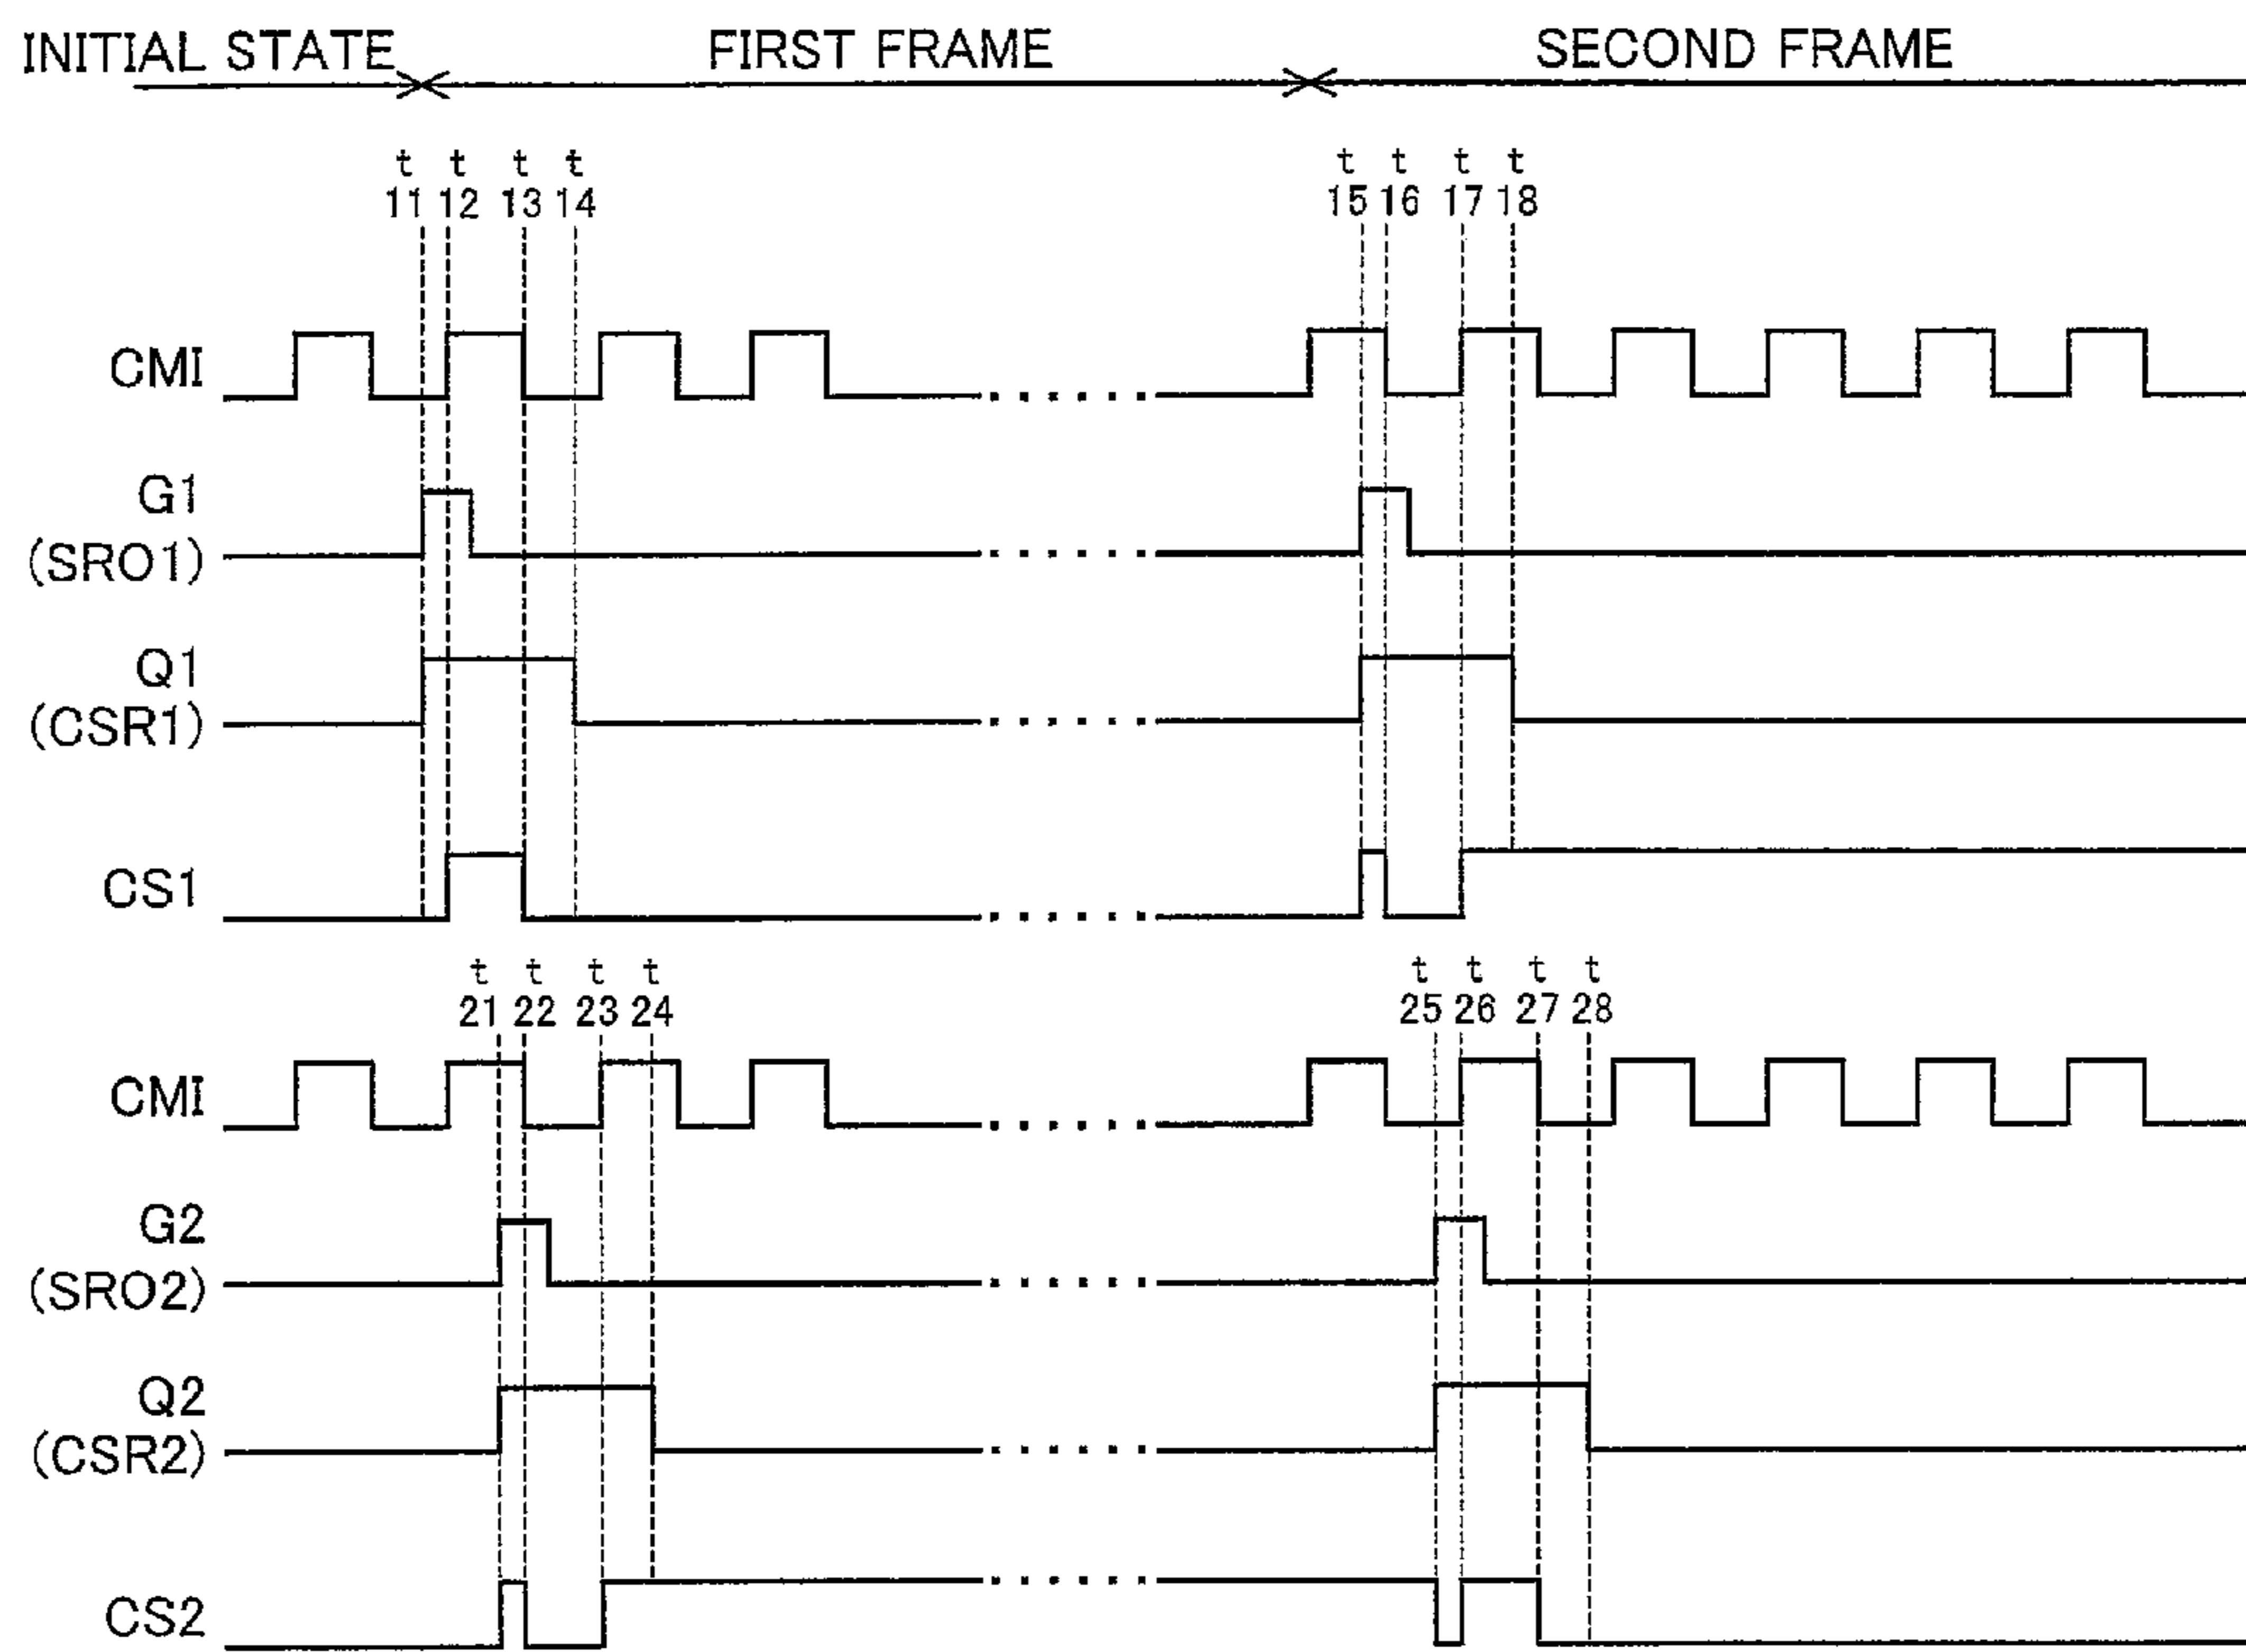 INITIAL STATE FIRST FRAME SECOND FRAME
t t t t t t t t
11 12 13 14 15 16 17 18
CMI
G1
(SRO1)
Q1
(CSR1)
CS1
t t t t t t t t
21 22 23 24 25 26 27 28
CMI
G2
(SRO2)
Q2
(CSR2)
CS2